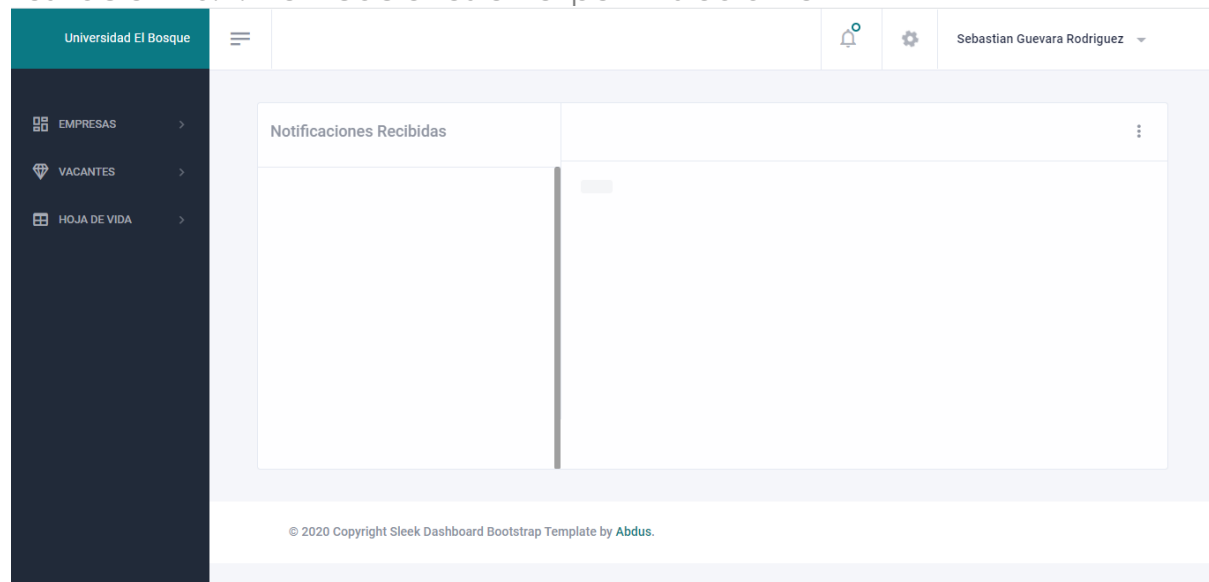 Universidad El Bosque
Sebastian Guevara Rodriguez
EMPRESAS
VACANTES
HOJA DE VIDA
Notificaciones Recibidas
© 2020 Copyright Sleek Dashboard Bootstrap Template by Abdus.